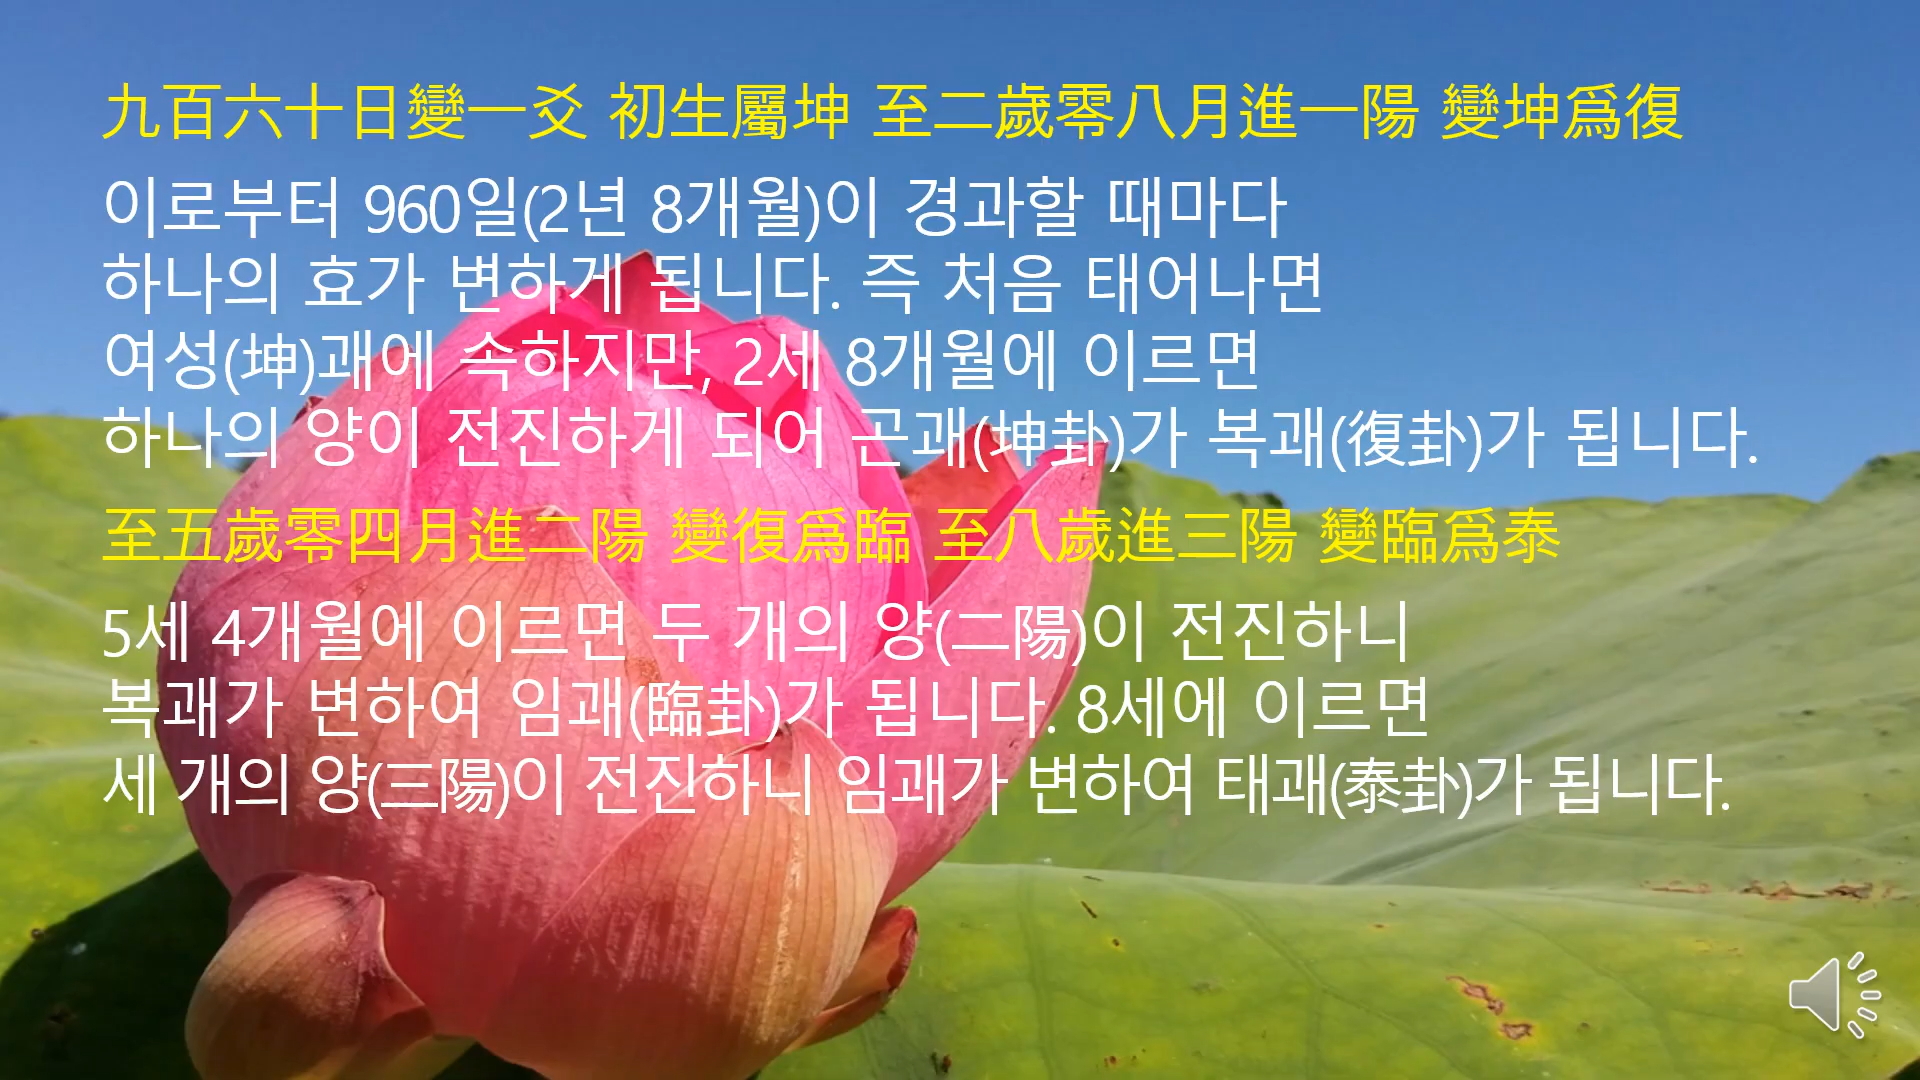 九百六十日變一爻 初生屬坤 至二歲零八月進一陽 變坤爲復
이로부터 960일(2년 8개월)이 경과할 때마다
하나의 효가 변하게 됩니다. 즉 처음 태어나면
여성(坤)괘에 속하지만, 2세 8개월에 이르면
하나의 양이 전진하게 되어 곤괘(坤卦)가 복괘(復卦)가 됩니다.
至五歲零四月進二陽 變復爲臨 至八歲進三陽 變臨爲泰
5세 4개월에 이르면 두 개의 양(二陽)이 전진하니
복괘가 변하여 임괘(臨卦)가 됩니다. 8세에 이르면
세 개의 양(三陽)이 전진하니 임괘가 변하여 태괘(泰卦)가 됩니다.